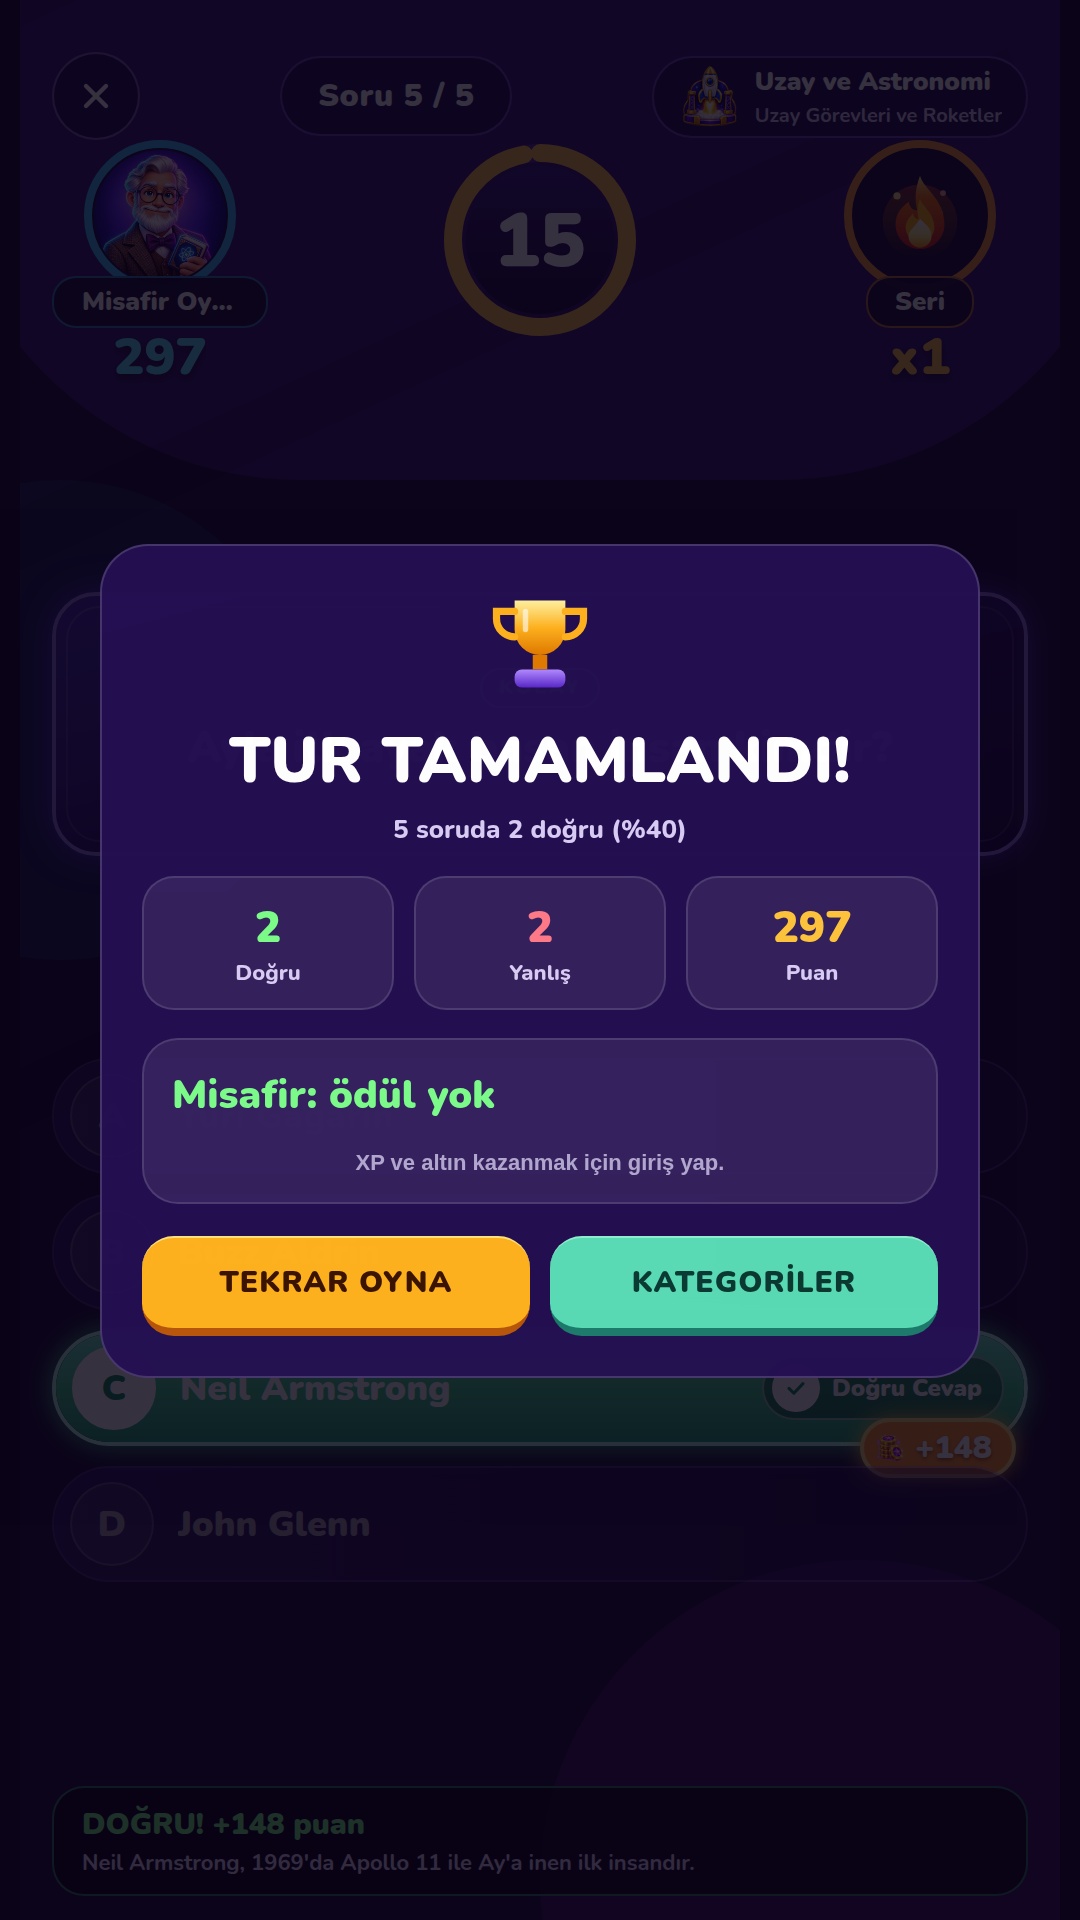 Soru 5 / 5
Uzay ve Astronomi
Uzay Görevleri ve Roketler
15
Misafir Oy...
297
Seri
x1
TUR TAMAMLANDI!
5 soruda 2 doğru (%40)
2
Doğru
2
Yanlış
297
Puan
Misafir: ödül yok
XP ve altın kazanmak için giriş yap.
TEKRAR OYNA
KATEGORİLER
C
Neil Armstrong
Doğru Cevap
+148
D
John Glenn
DOĞRU! +148 puan
Neil Armstrong, 1969'da Apollo 11 ile Ay'a inen ilk insandır.